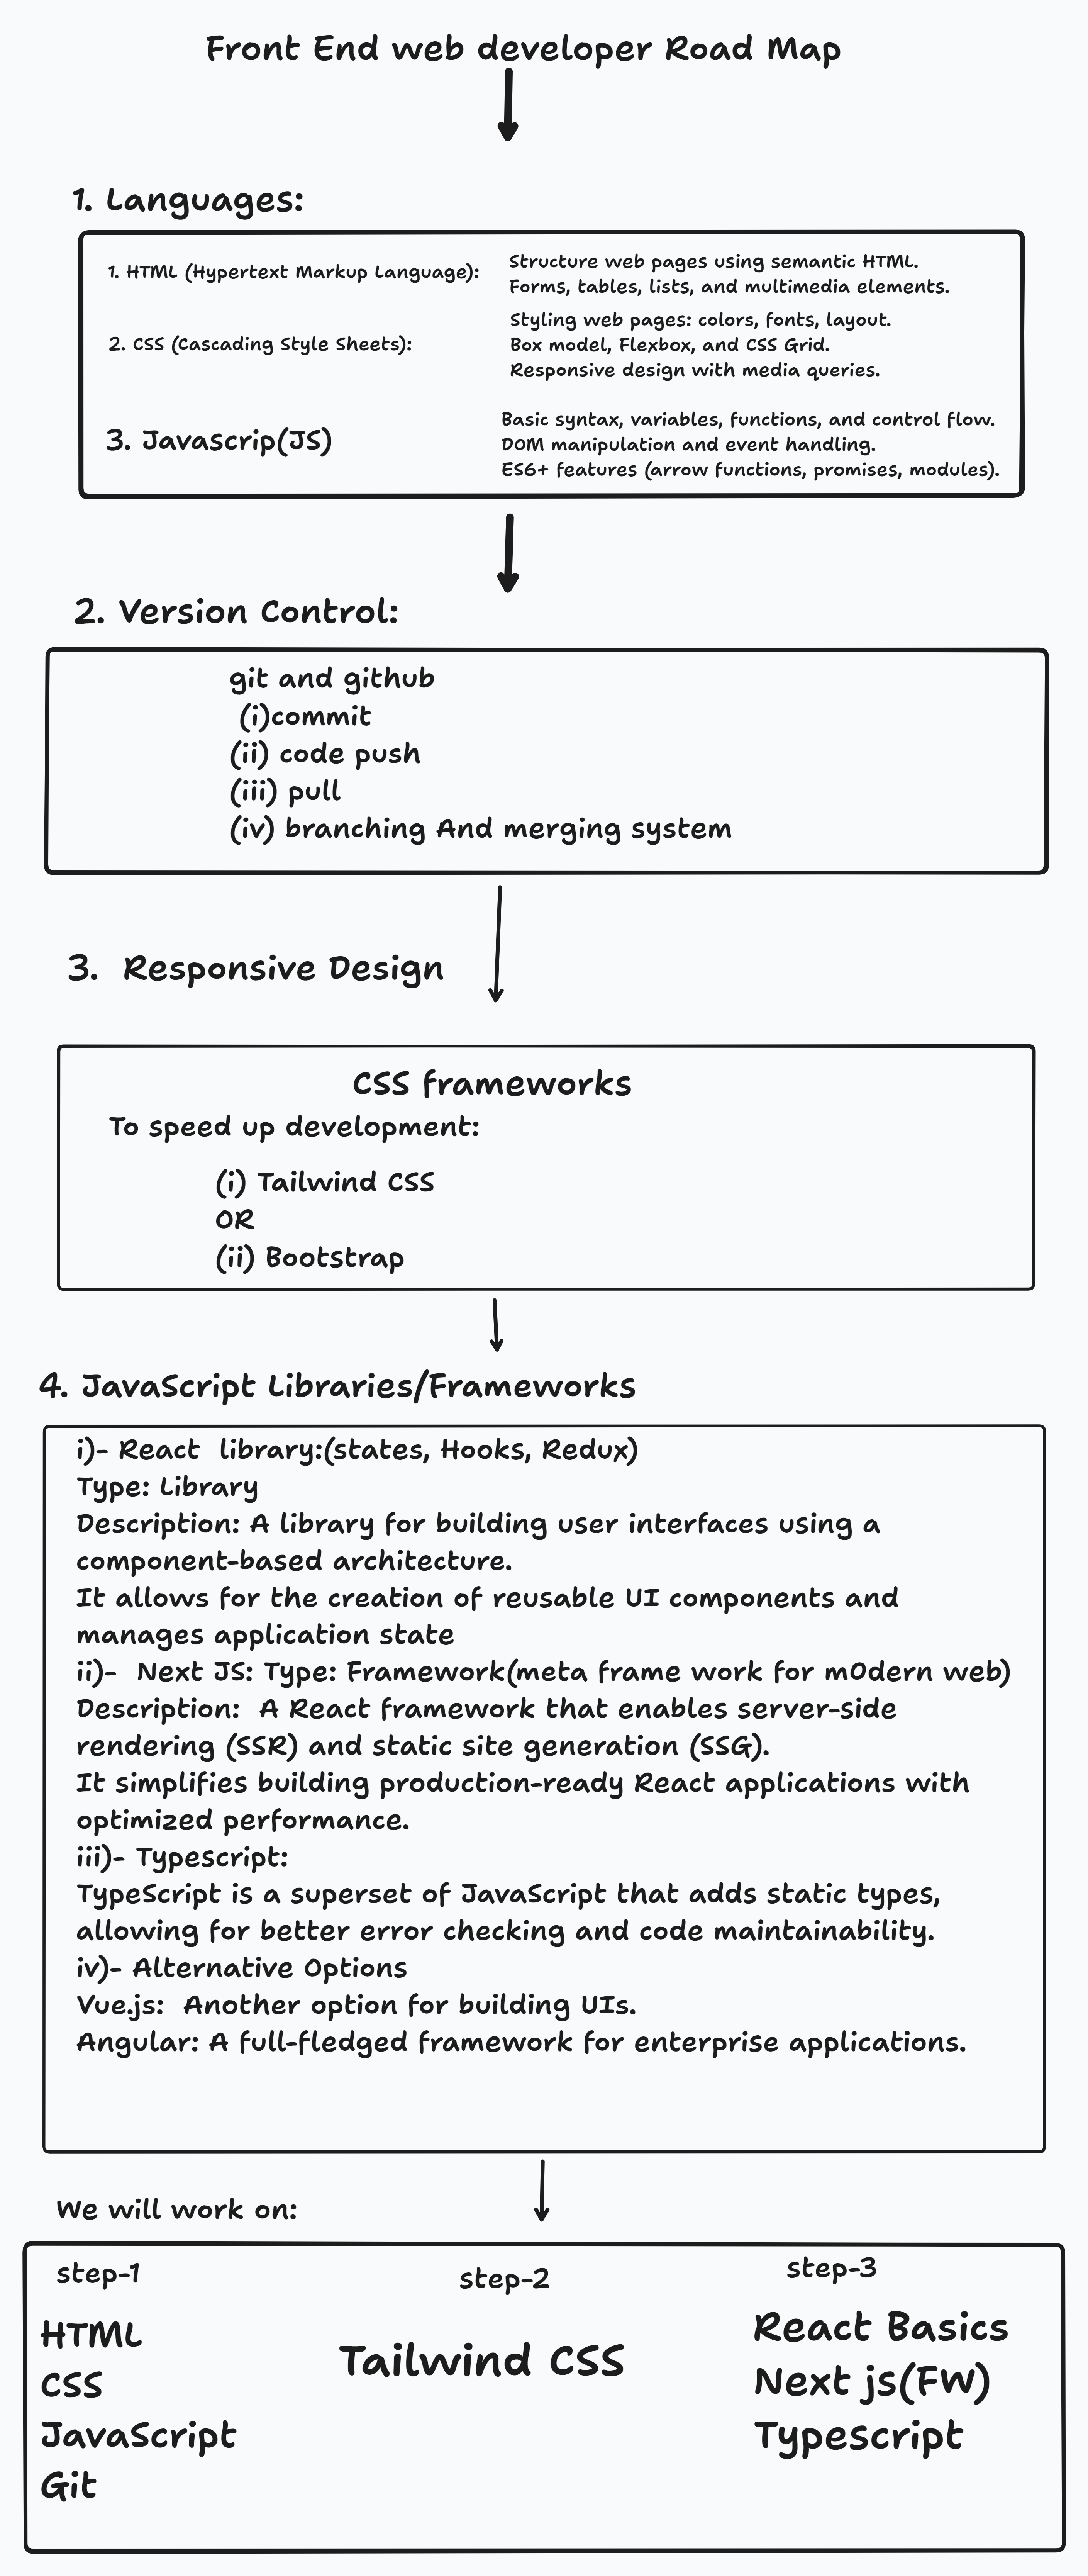 Front End web developer Road Map
1. Languages:
1. HTML (Hypertext Markup Language):
Structure web pages using semantic HTML.
Forms, tables, lists, and multimedia elements.
2. CSS (Cascading Style Sheets):
Styling web pages: colors, fonts, layout.
Box model, Flexbox, and CSS Grid.
Responsive design with media queries.
3. Javascrip(JS)
Basic syntax, variables, functions, and control flow.
DOM manipulation and event handling.
ES6+ features (arrow functions, promises, modules).
2. Version Control:
git and github
(i)commit
(ii) code push
(iii) pull
(iv) branching And merging system
3. Responsive Design
CSS frameworks
To speed up development:
(i) Tailwind CSS
OR
(ii) Bootstrap
4. JavaScript Libraries/Frameworks
i)- React library:(states, Hooks, Redux)
Type: Library
Description: A library for building user interfaces using a
component-based architecture.
It allows for the creation of reusable UI components and
manages application state
ii)- Next JS: Type: Framework(meta frame work for mOdern web)
Description: A React framework that enables server-side
rendering (SSR) and static site generation (SSG).
It simplifies building production-ready React applications with
optimized performance.
iii)- Typescript:
TypeScript is a superset of JavaScript that adds static types,
allowing for better error checking and code maintainability.
iv)- Alternative Options
Vue.js: Another option for building UIs.
Angular: A full-fledged framework for enterprise applications.
We will work on:
step-1
HTML
CSS
JavaScript
Git
step-2
Tailwind CSS
step-3
React Basics
Next js(FW)
Typescript